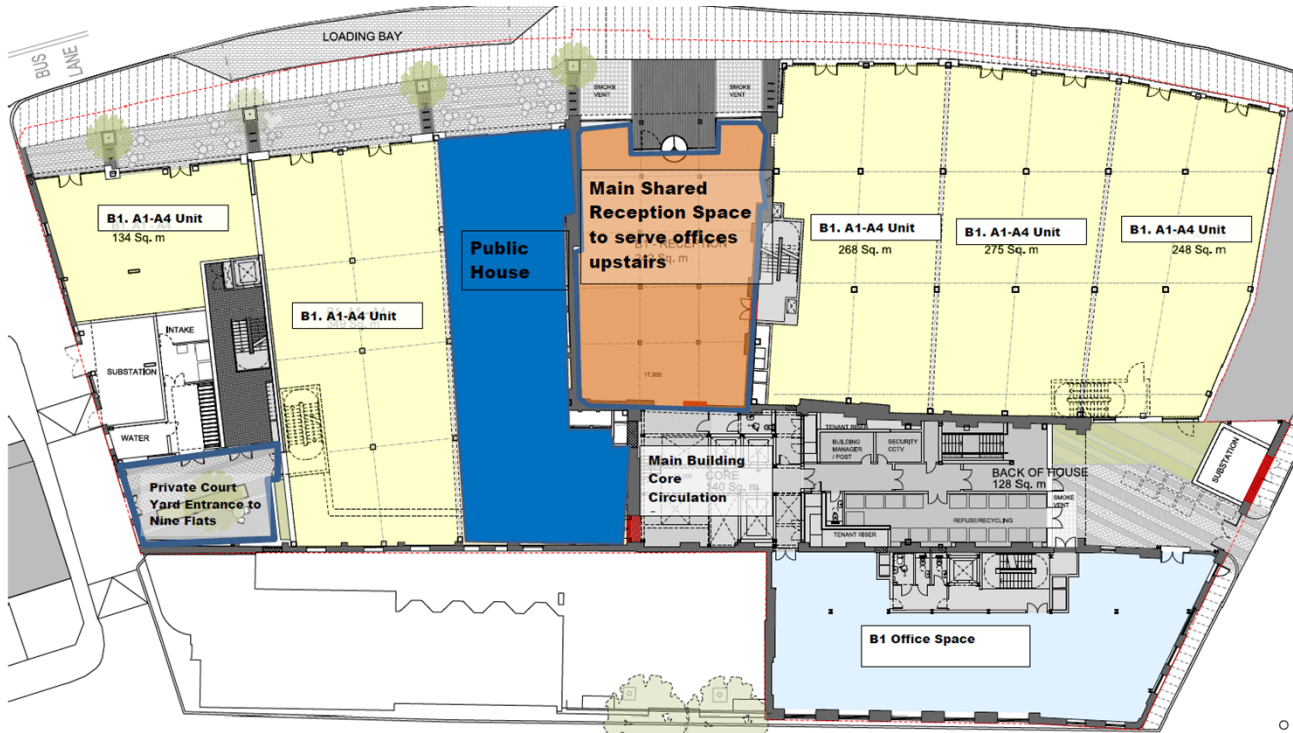 BUS
LANE
LOADING BAY
SMOKE
VENT
SMOKE
VENT
B1. A1-A4 Unit
134 Sq. m
B1. A1-A4 Unit
Public
House
Main Shared
Reception Space
to serve offices
upstairs
B1. A1-A4 Unit
268 Sq. m
B1. A1-A4 Unit
275 Sq. m
B1. A1-A4 Unit
248 Sq. m
17,000
INTAKE
SUBSTATION
WATER
Private Court
Yard Entrance to
Nine Flats
Main Building
Core
Circulation
CORE
TENANT RISER
BUILDING
MANAGER
/ POST
SECURITY
CCTV
BACK OF HOUSE
128 Sq. m
SMOKE
VENT
REFUSE/RECYCLING
TENANT RISER
SUBSTATION
B1 Office Space